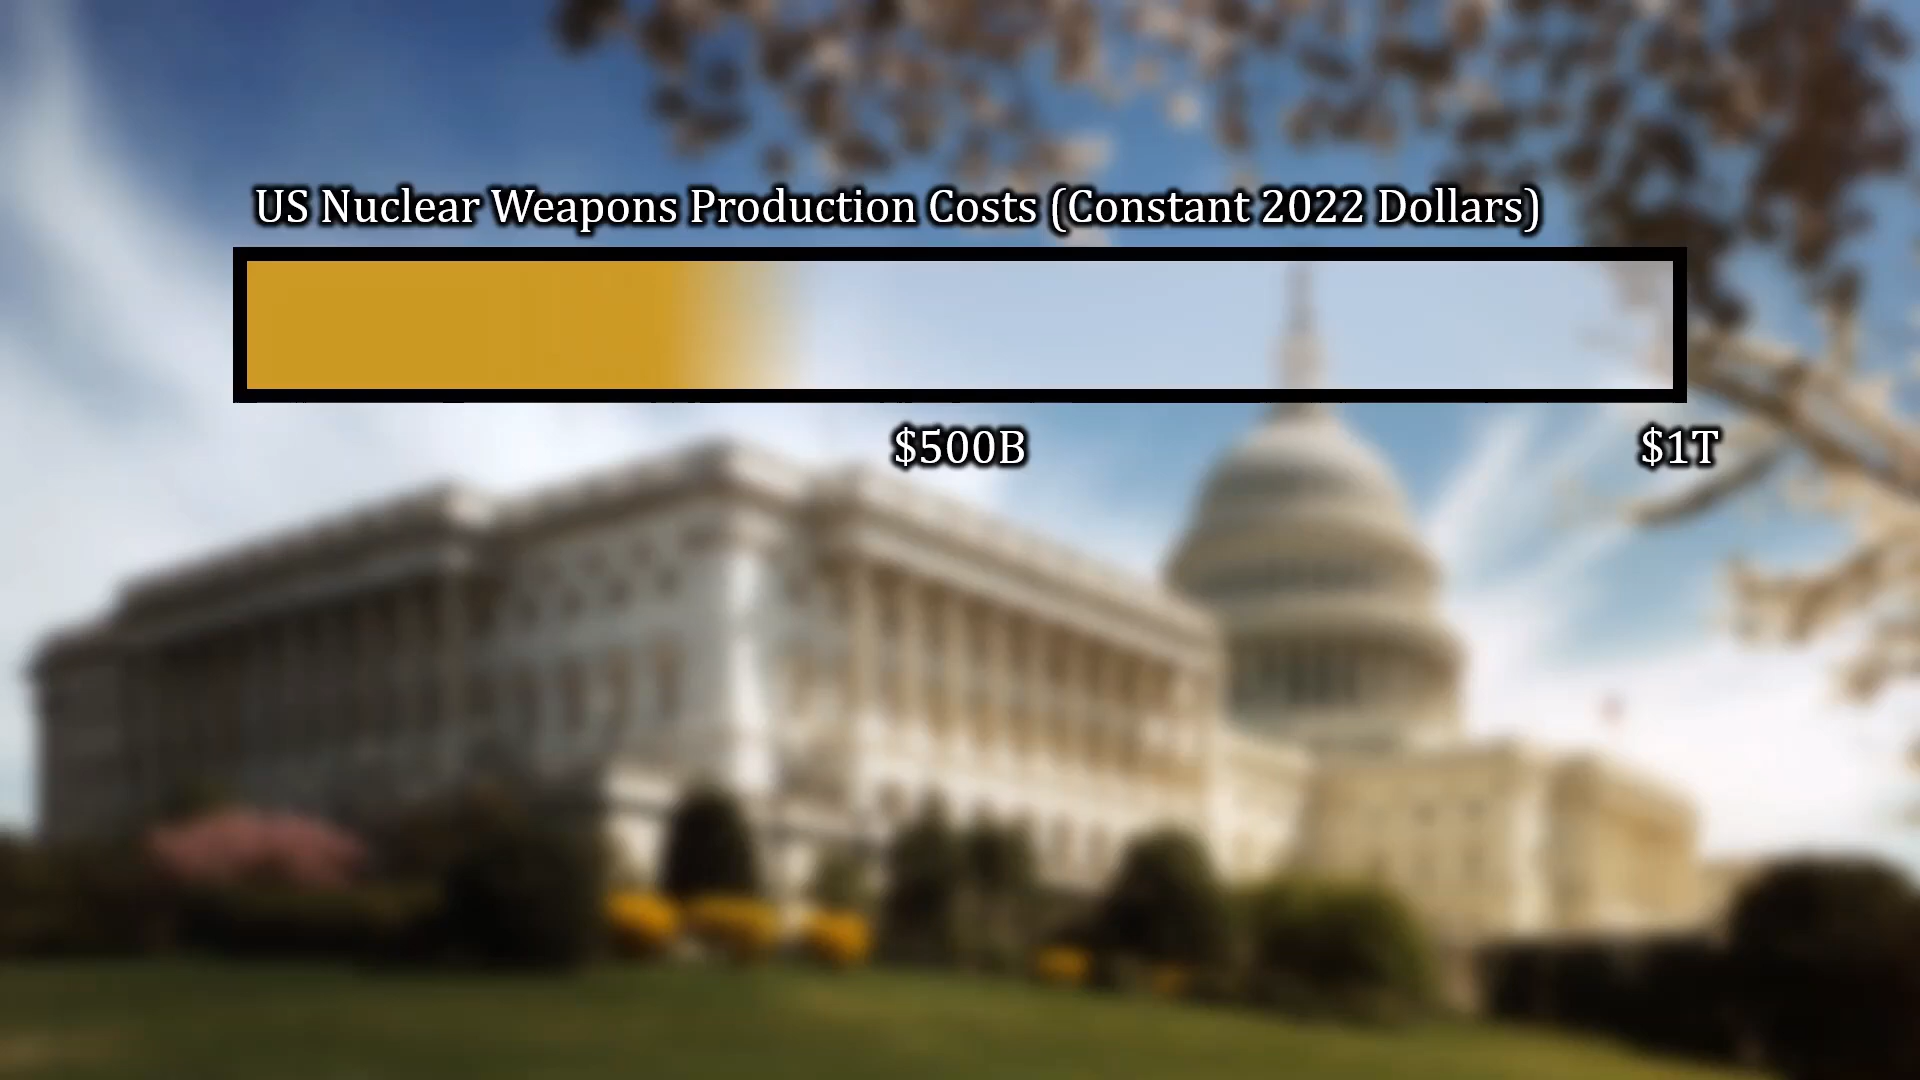 US Nuclear Weapons Production Costs (Constant 2022 Dollars)
$500B
$1T